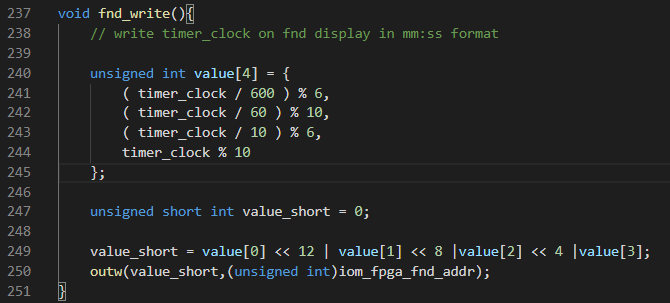 237 void fnd_write(){
238 // write timer_clock on fnd display in mm:ss format
239
240 unsigned int value[4] = {
241 ( timer_clock / 600 ) % 6,
242 ( timer_clock / 60 ) % 10,
243 ( timer_clock / 10 ) % 6,
244 timer_clock % 10
245 };
246
247 unsigned short int value_short = 0;
248
249 value_short = value[0] << 12 | value[1] << 8 |value[2] << 4 |value[3];
250 outw(value_short,(unsigned int)iom_fpga_fnd_addr);
251 }